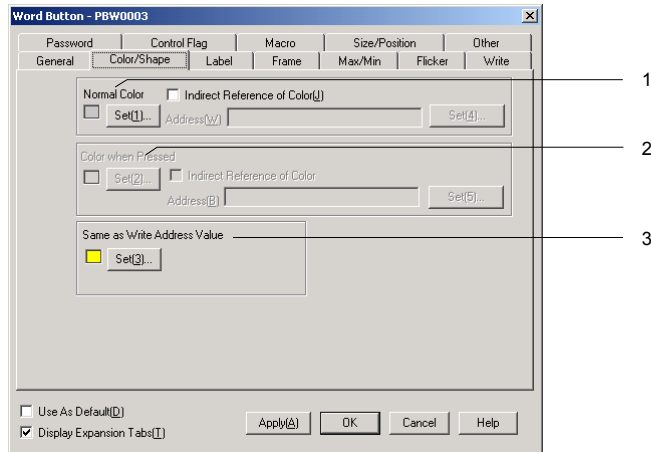 Word Button - PBW0003
Password Control Flag Macro Size/Position Other
General Color/Shape Label Frame Max/Min Flicker Write
1
Normal Color Indirect Reference of Color(J)
Set(1)... Address(W) Set(4)...
2
Color when Pressed
Set(2)... Indirect Reference of Color
Address(B) Set(5)...
Same as Write Address Value 3
Set(3)...
Use As Default(D)
Display Expansion Tabs(T)
Apply(A) OK Cancel Help